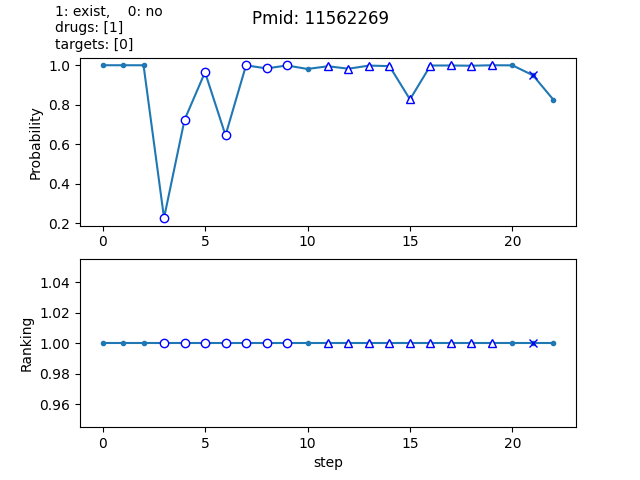 1: exist,    0: no
drugs: [1]
targets: [0]
Pmid: 11562269
Probability
1.0
0.8
0.6
0.4
0.2
0 5 10 15 20
Ranking
1.04
1.02
1.00
0.98
0.96
0 5 10 15 20
step